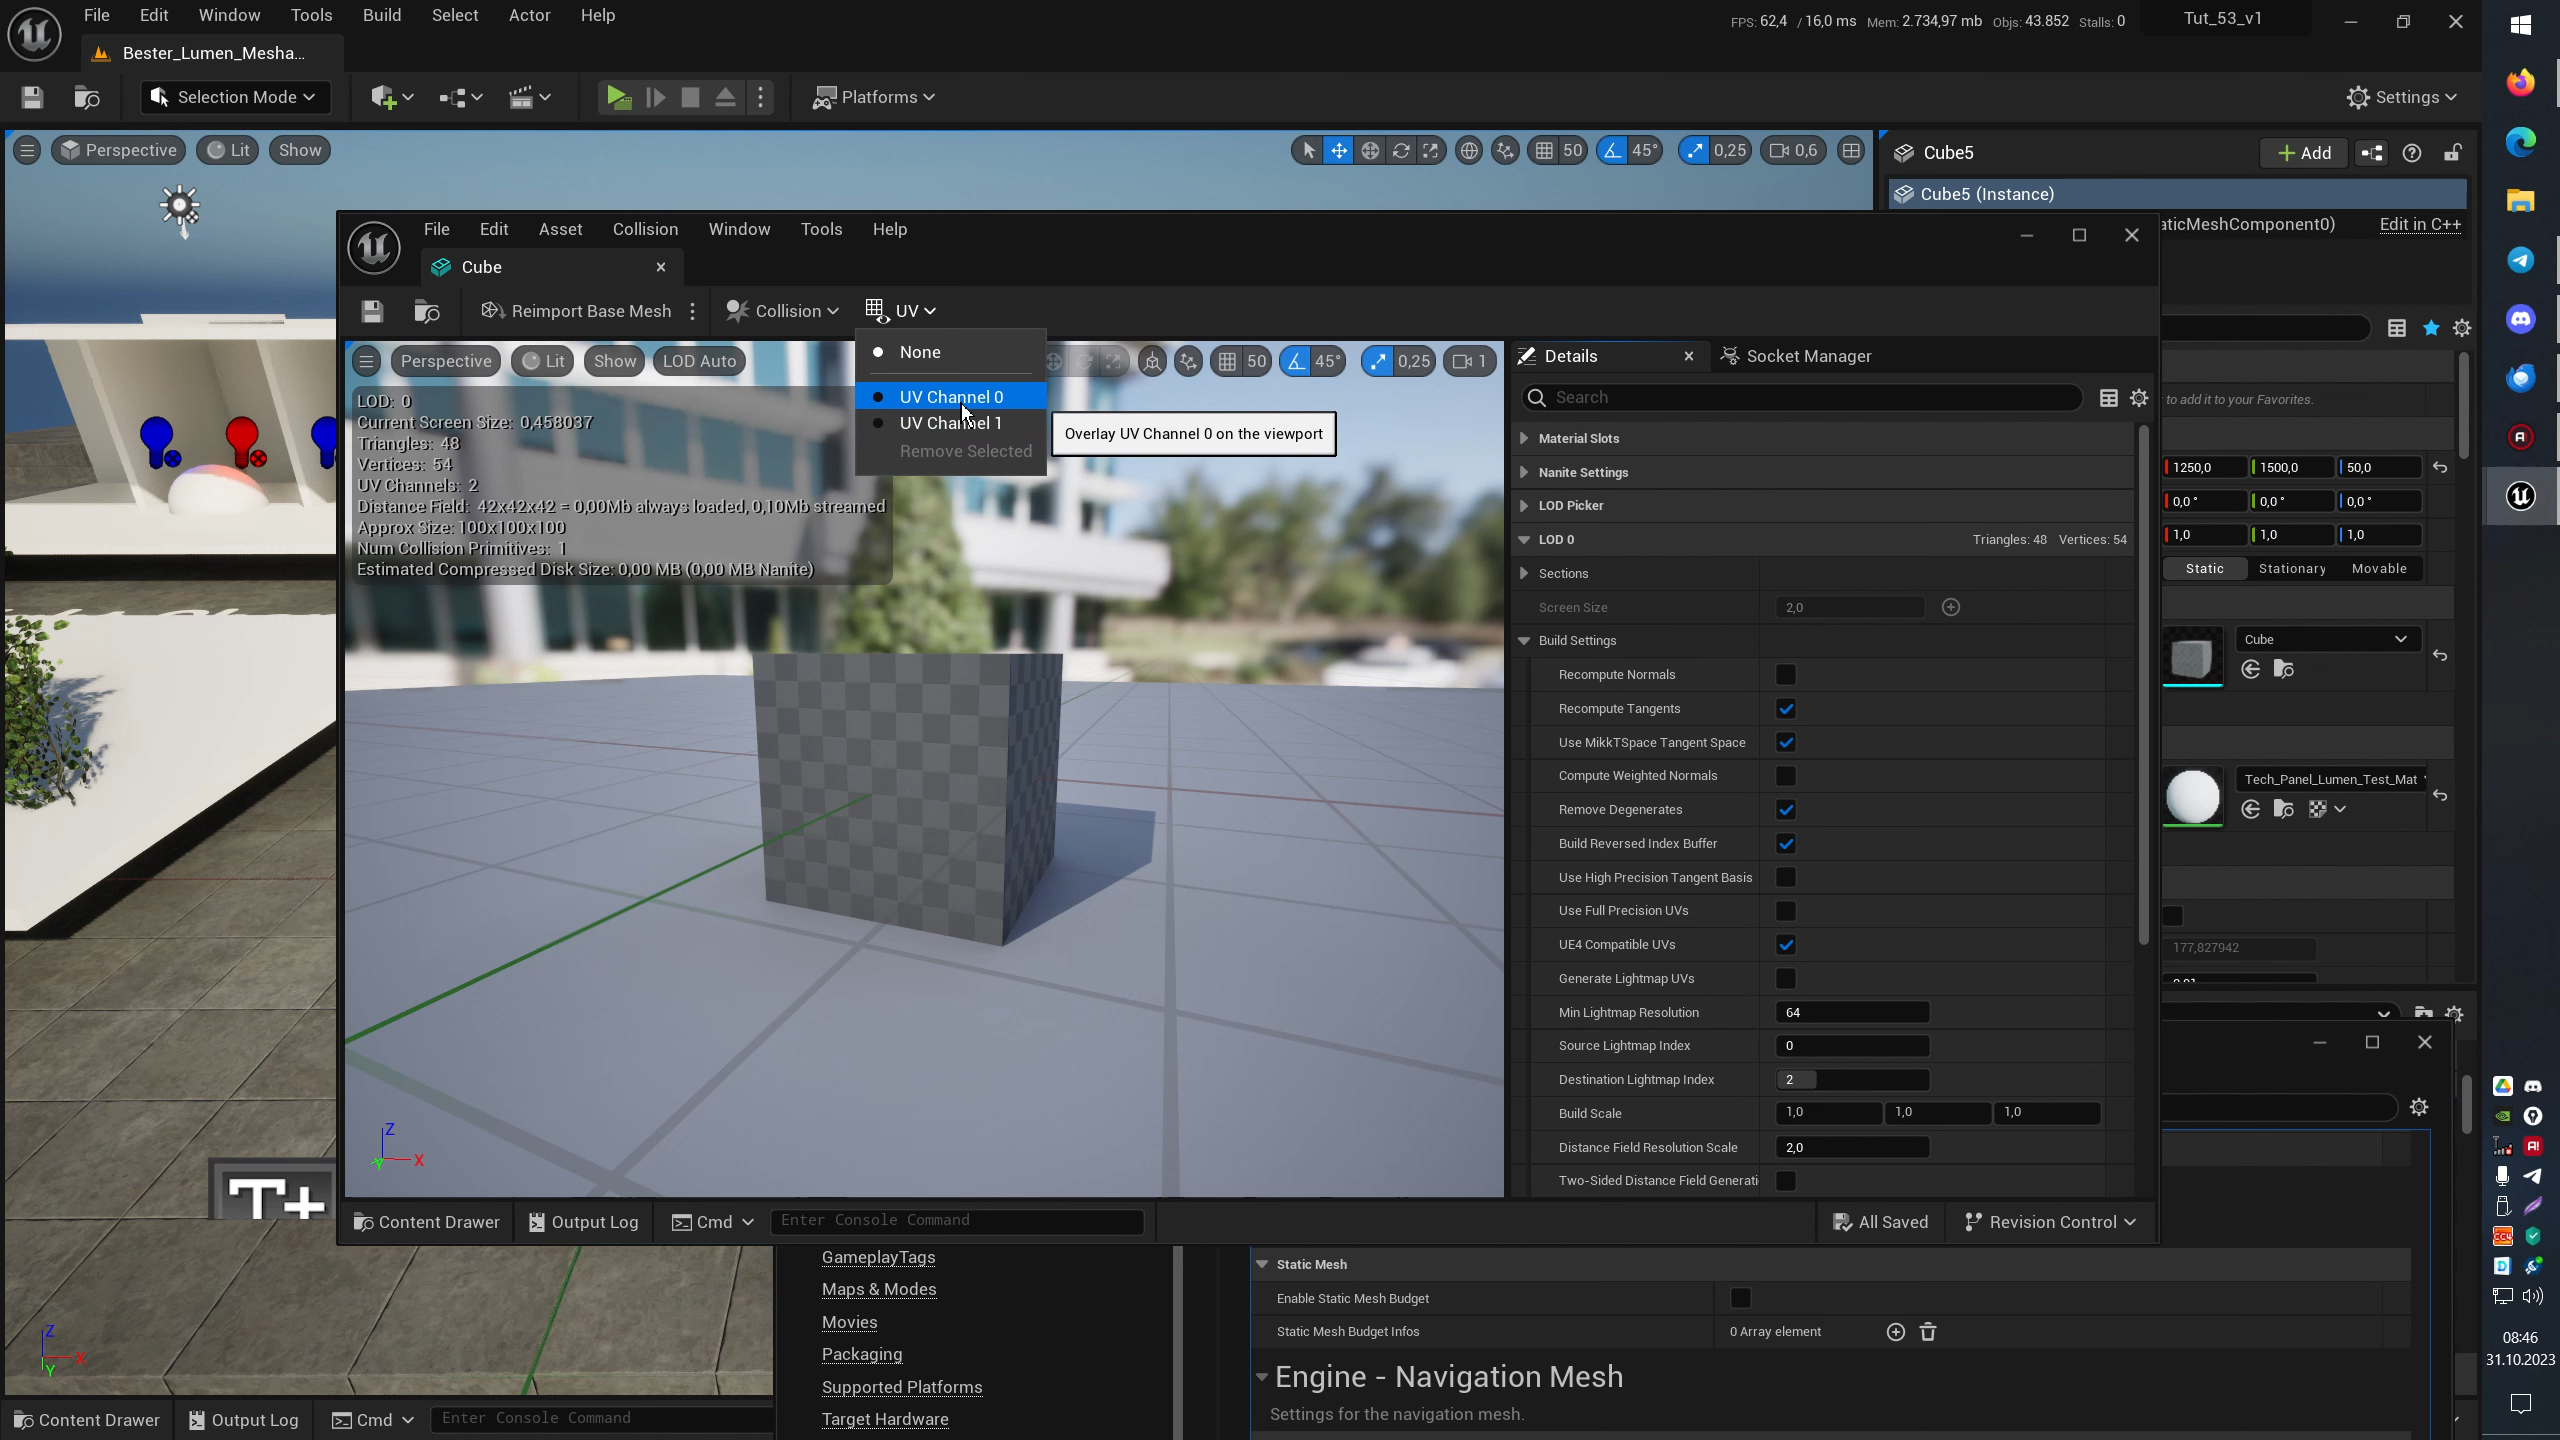 File Edit Window Tools Build Select Actor Help
FPS: 62,4 / 16,0 ms Mem: 2.734,97 mb Objs: 43.852 Stalls: 0
Tut_53_v1
Bester_Lumen_Mesha...
Selection Mode
Platforms
Settings
Perspective Lit Show
50 45° 0,25 0,6
Cube5
Add
Cube5 (Instance)
aticMeshComponent0) Edit in C++
File Edit Asset Collision Window Tools Help
Cube
Reimport Base Mesh
Collision
UV
None
UV Channel 0
UV Channel 1
Remove Selected
Overlay UV Channel 0 on the viewport
Perspective Lit Show LOD Auto
50 45° 0,25 1
LOD: 0
Current Screen Size: 0,458037
Triangles: 48
Vertices: 54
UV Channels: 2
Distance Field: 42x42x42 = 0,00Mb always loaded, 0,10Mb streamed
Approx Size: 100x100x100
Num Collision Primitives: 1
Estimated Compressed Disk Size: 0,00 MB (0,00 MB Nanite)
Z
X
Y
Details
Socket Manager
Search
Material Slots
Nanite Settings
LOD Picker
LOD 0 Triangles: 48 Vertices: 54
Sections
Screen Size 2,0
Build Settings
Recompute Normals
Recompute Tangents
Use MikkTSpace Tangent Space
Compute Weighted Normals
Remove Degenerates
Build Reversed Index Buffer
Use High Precision Tangent Basis
Use Full Precision UVs
UE4 Compatible UVs
Generate Lightmap UVs
Min Lightmap Resolution 64
Source Lightmap Index 0
Destination Lightmap Index 2
Build Scale 1,0 1,0 1,0
Distance Field Resolution Scale 2,0
Two-Sided Distance Field Generati
to add it to your Favorites.
1250,0 1500,0 50,0
0,0 ° 0,0 ° 0,0 °
1,0 1,0 1,0
Static Stationary Movable
Cube
Tech_Panel_Lumen_Test_Mat
177,827942
Content Drawer Output Log Cmd Enter Console Command
All Saved Revision Control
T+
GameplayTags
Maps & Modes
Movies
Packaging
Supported Platforms
Target Hardware
Static Mesh
Enable Static Mesh Budget
Static Mesh Budget Infos 0 Array element
Engine - Navigation Mesh
Settings for the navigation mesh.
Z
X
Y
Content Drawer Output Log Cmd Enter Console Command
08:46
31.10.2023